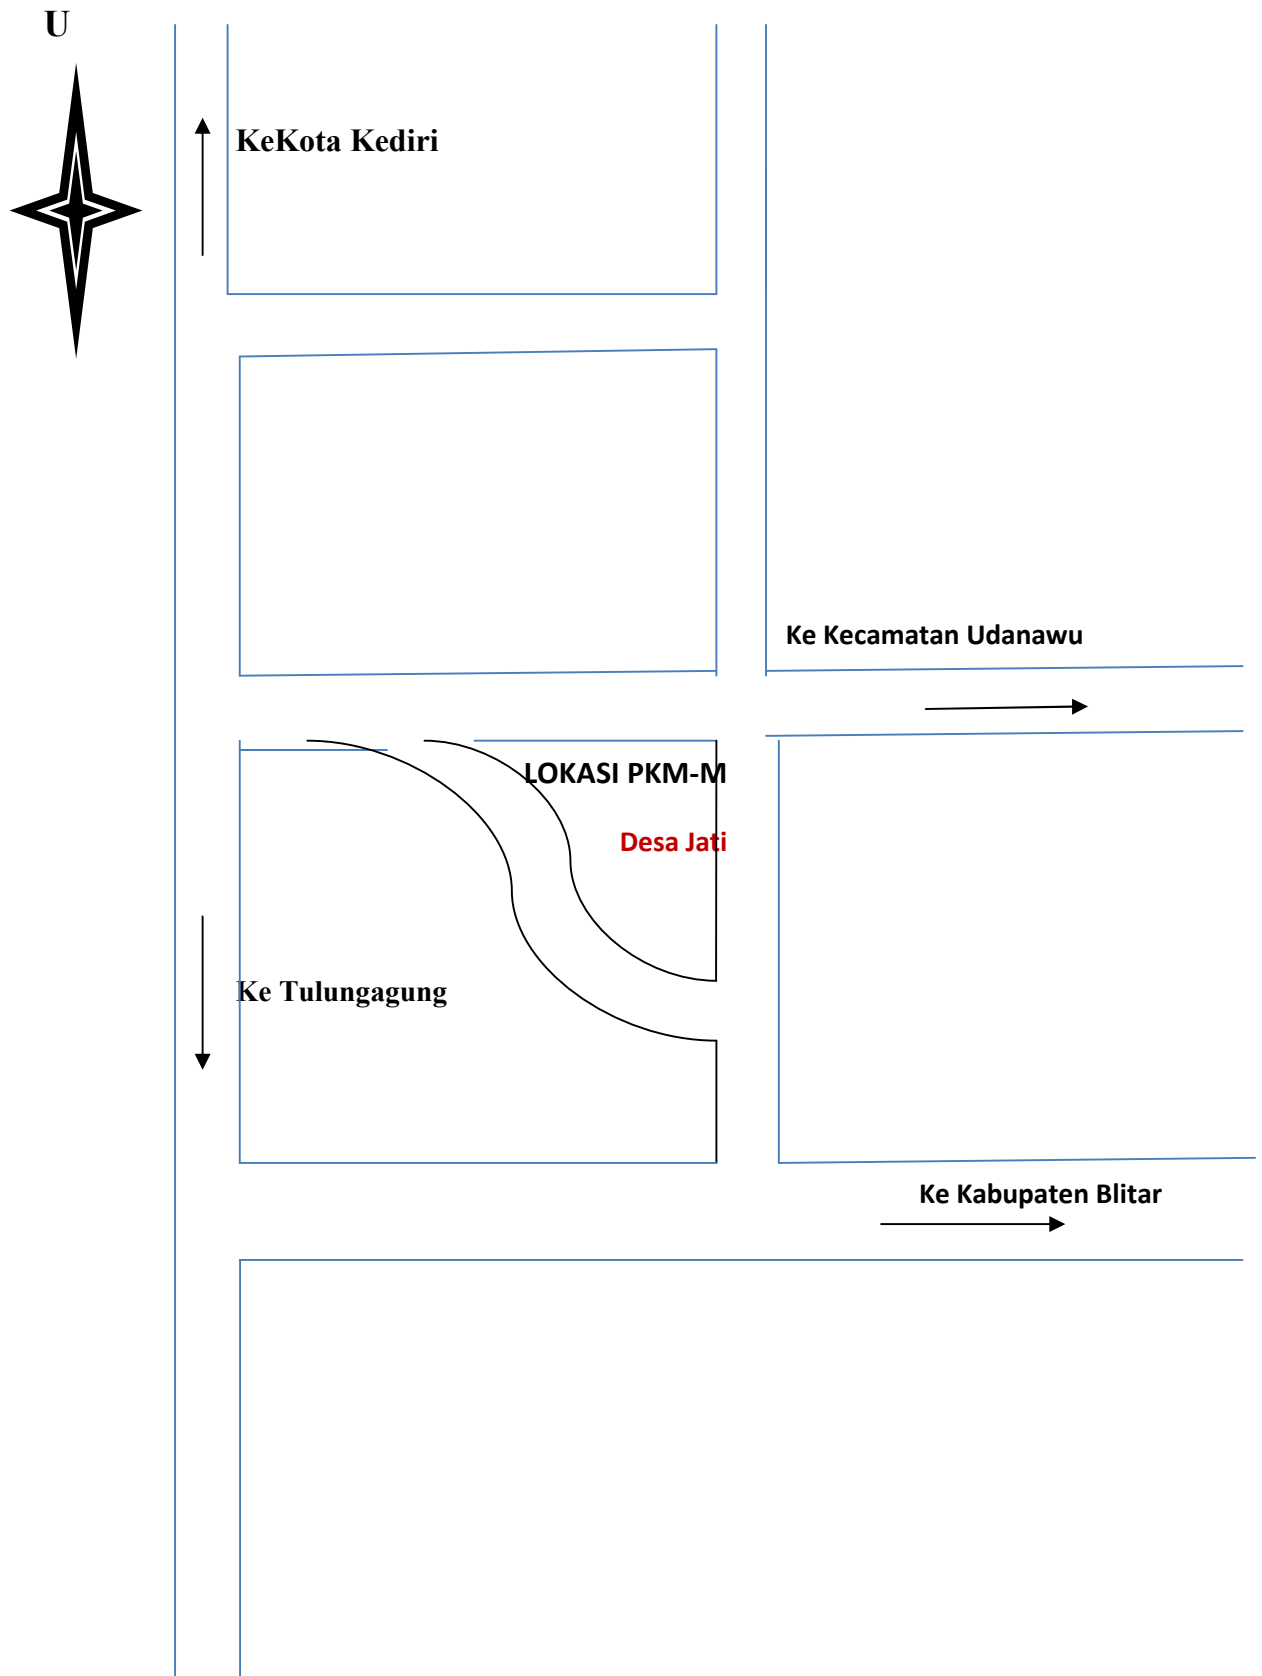 U
KeKota Kediri
Ke Kecamatan Udanawu
LOKASI PKM-M
Desa Jati
Ke Tulungagung
Ke Kabupaten Blitar